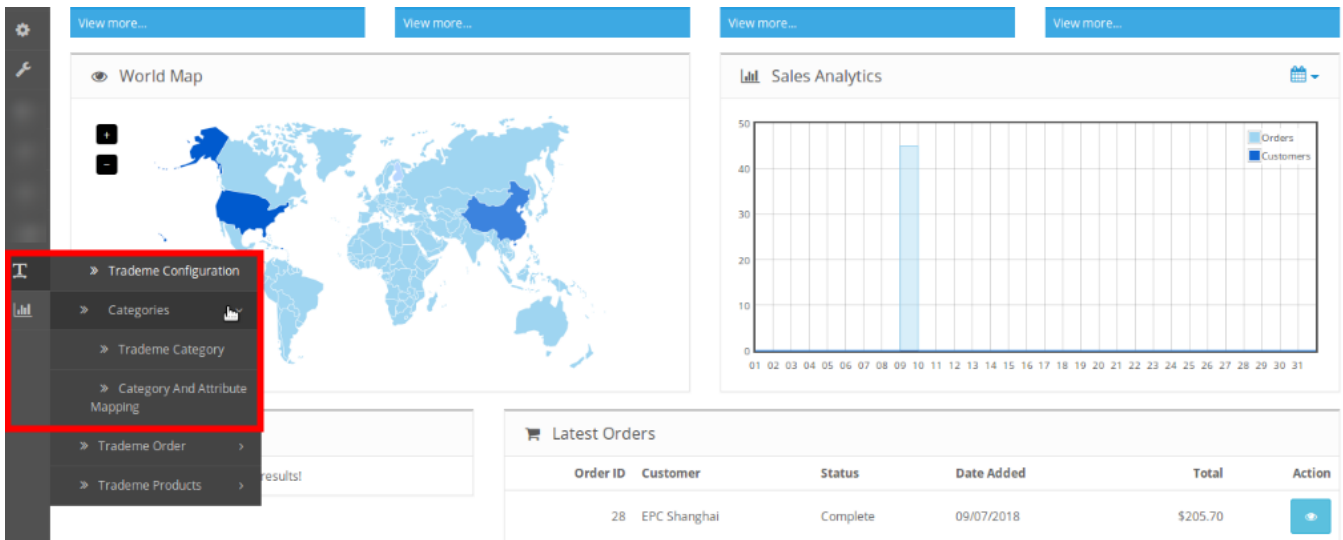 View more...
View more...
View more...
View more...
World Map
+
-
Sales Analytics
50
40
30
20
10
0
Orders
Customers
01 02 03 04 05 06 07 08 09 10 11 12 13 14 15 16 17 18 19 20 21 22 23 24 25 26 27 28 29 30 31
» Trademe Configuration
» Categories
» Trademe Category
» Category And Attribute
Mapping
» Trademe Order >
» Trademe Products >
results!
Latest Orders
Order ID Customer Status Date Added Total Action
28 EPC Shanghai Complete 09/07/2018 $205.70